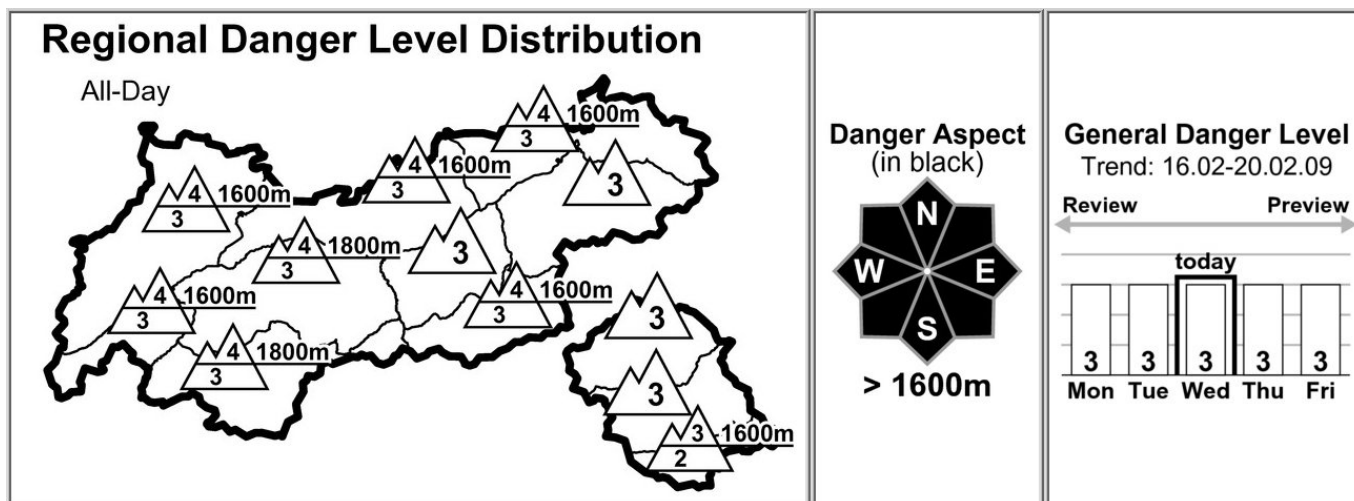 Regional Danger Level Distribution
All-Day
4 1600m
3
3
4 1600m
3
4 1600m
3
4 1800m
3
3
4 1600m
3
4 1600m
3
4 1800m
3
3
3
3 1600m
2
Danger Aspect
(in black)
N
W E
S
> 1600m
General Danger Level
Trend: 16.02-20.02.09
Review Preview
today
3 3 3 3 3
Mon Tue Wed Thu Fri